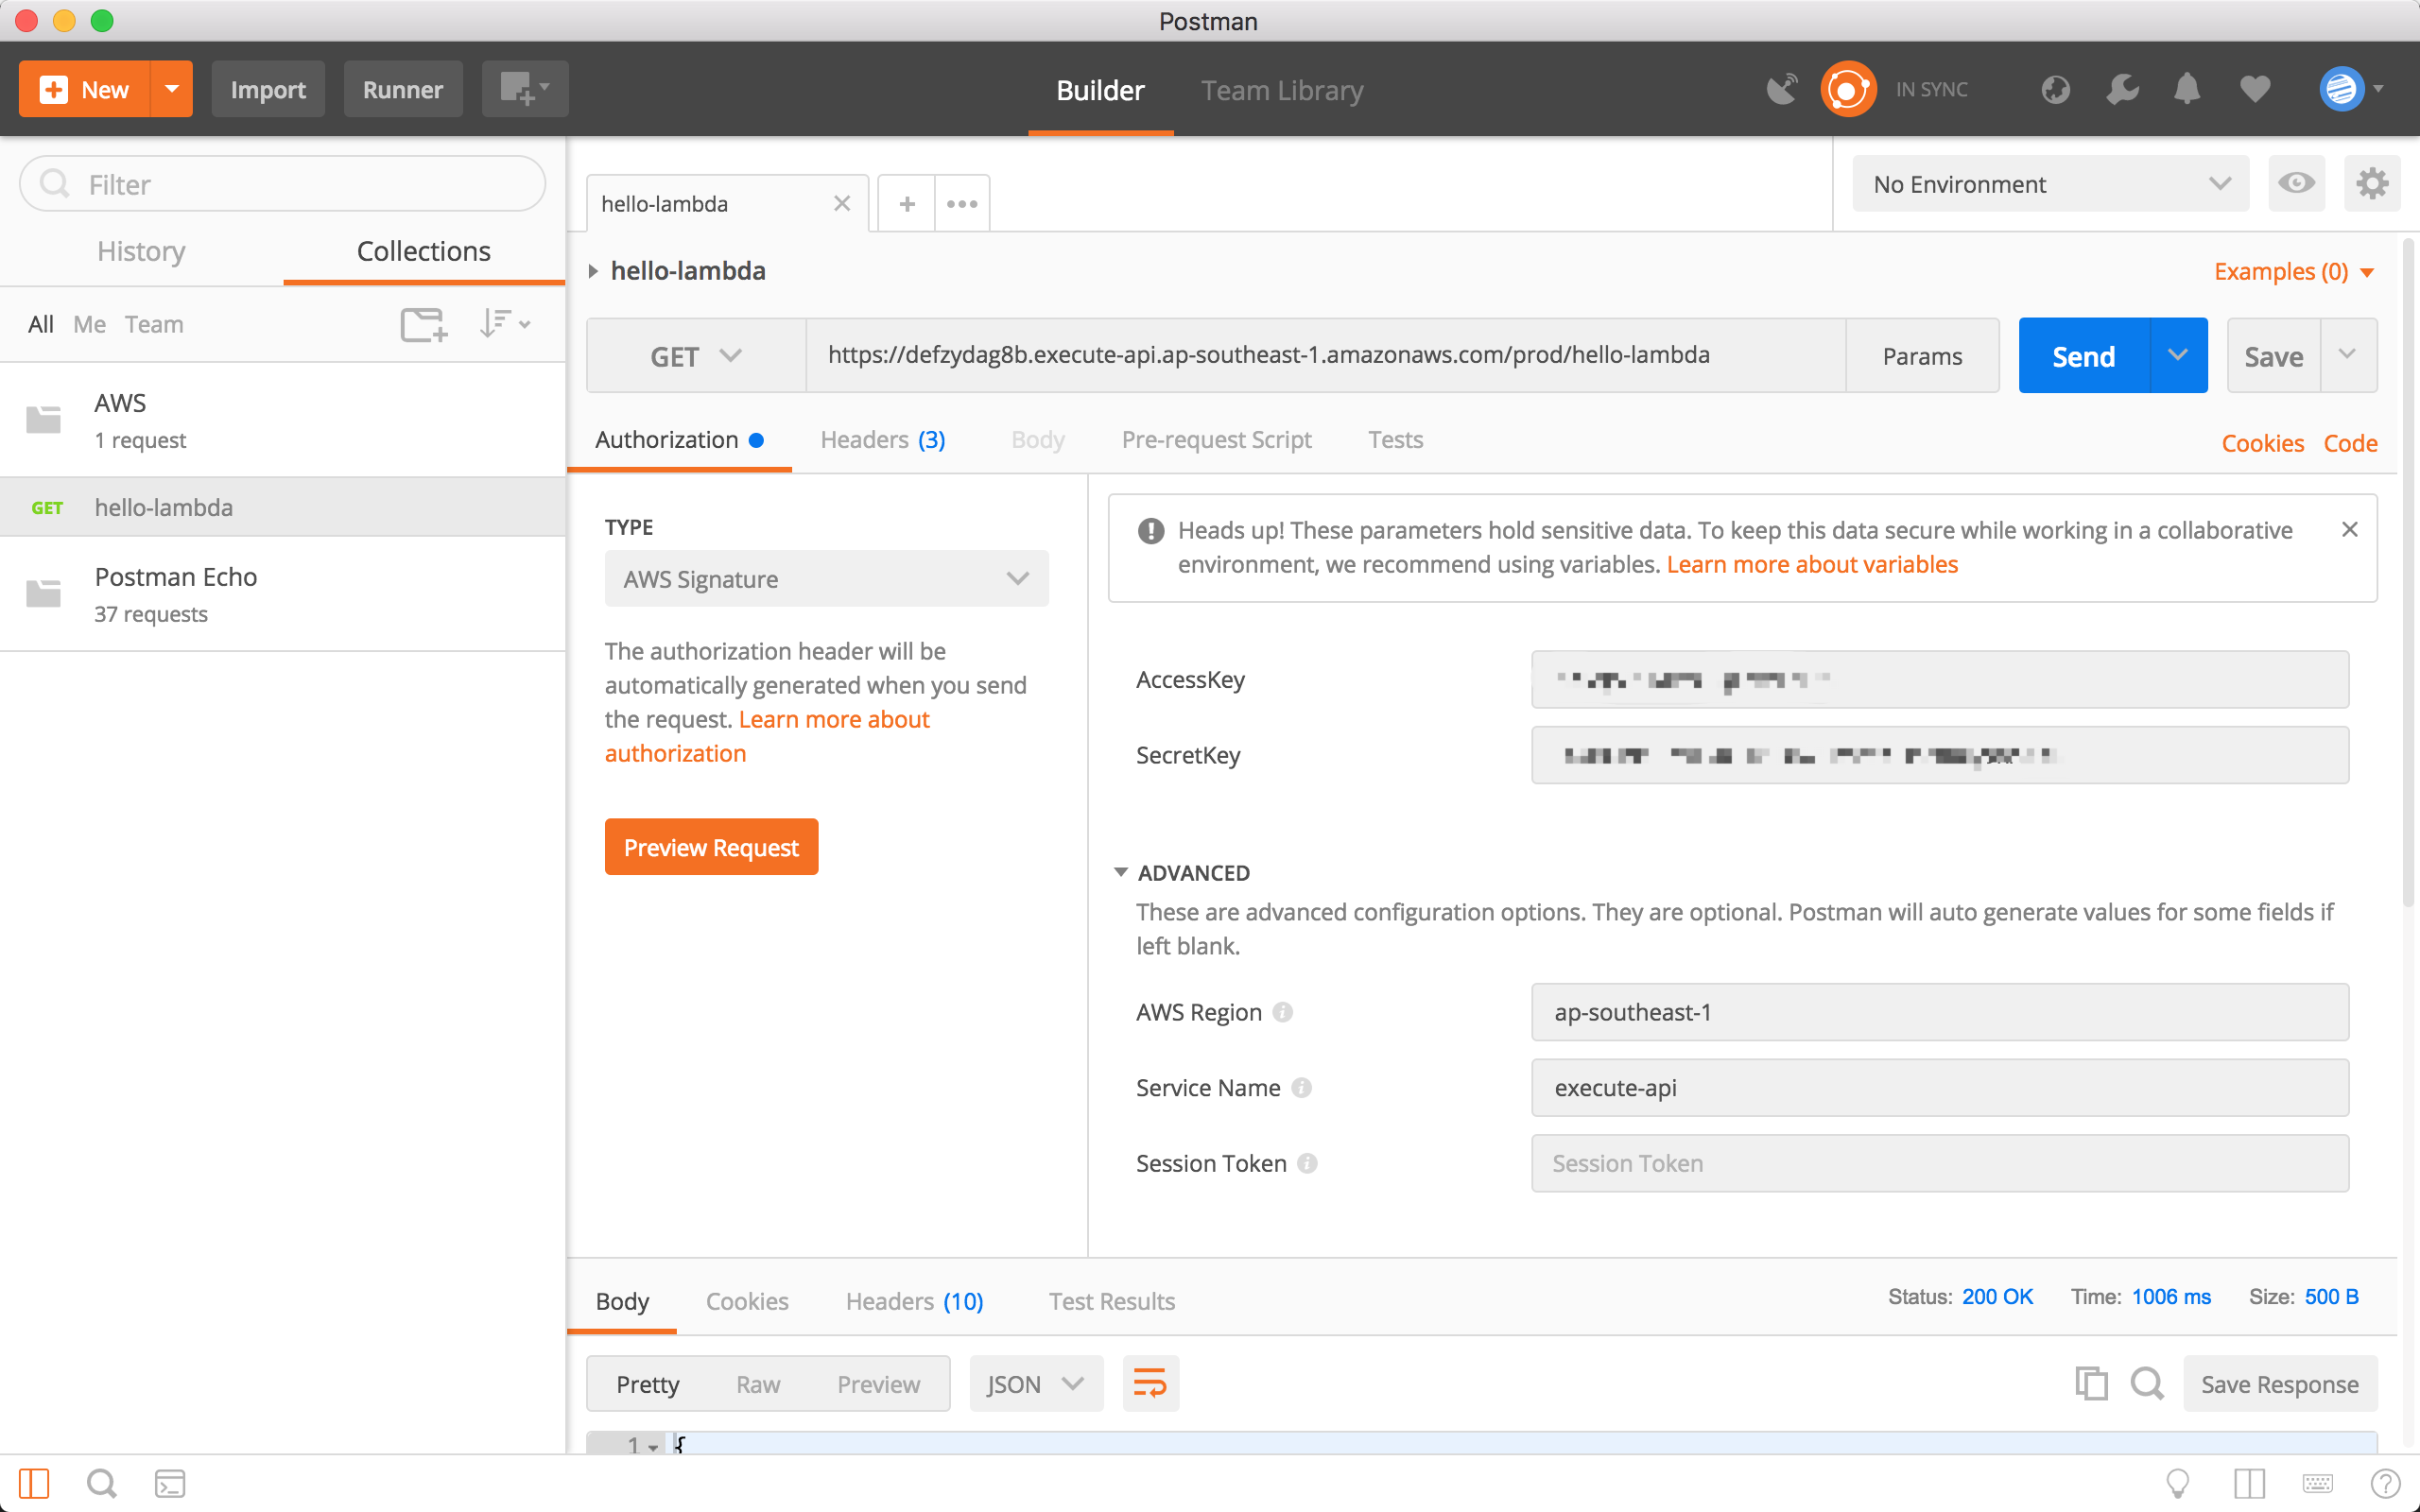 Postman
New
Import
Runner
Builder
Team Library
IN SYNC
Filter
History
Collections
All
Me
Team
AWS
1 request
GET
hello-lambda
Postman Echo
37 requests
hello-lambda
No Environment
hello-lambda
Examples (0)
GET
https://defzydag8b.execute-api.ap-southeast-1.amazonaws.com/prod/hello-lambda
Params
Send
Save
Authorization
Headers (3)
Body
Pre-request Script
Tests
Cookies
Code
TYPE
AWS Signature
The authorization header will be
automatically generated when you send
the request. Learn more about
authorization
Preview Request
Heads up! These parameters hold sensitive data. To keep this data secure while working in a collaborative
environment, we recommend using variables. Learn more about variables
AccessKey
SecretKey
ADVANCED
These are advanced configuration options. They are optional. Postman will auto generate values for some fields if
left blank.
AWS Region
ap-southeast-1
Service Name
execute-api
Session Token
Session Token
Body
Cookies
Headers (10)
Test Results
Status: 200 OK
Time: 1006 ms
Size: 500 B
Pretty
Raw
Preview
JSON
Save Response
1
{